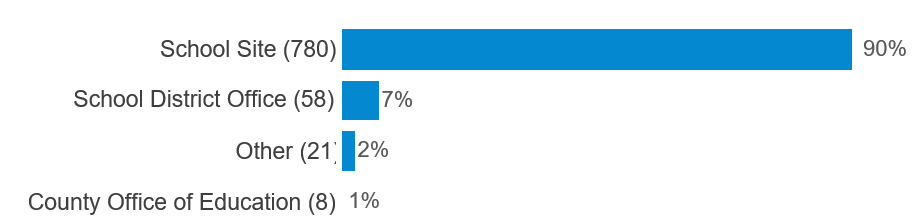 School Site (780) 90%
School District Office (58) 7%
Other (21) 2%
County Office of Education (8) 1%